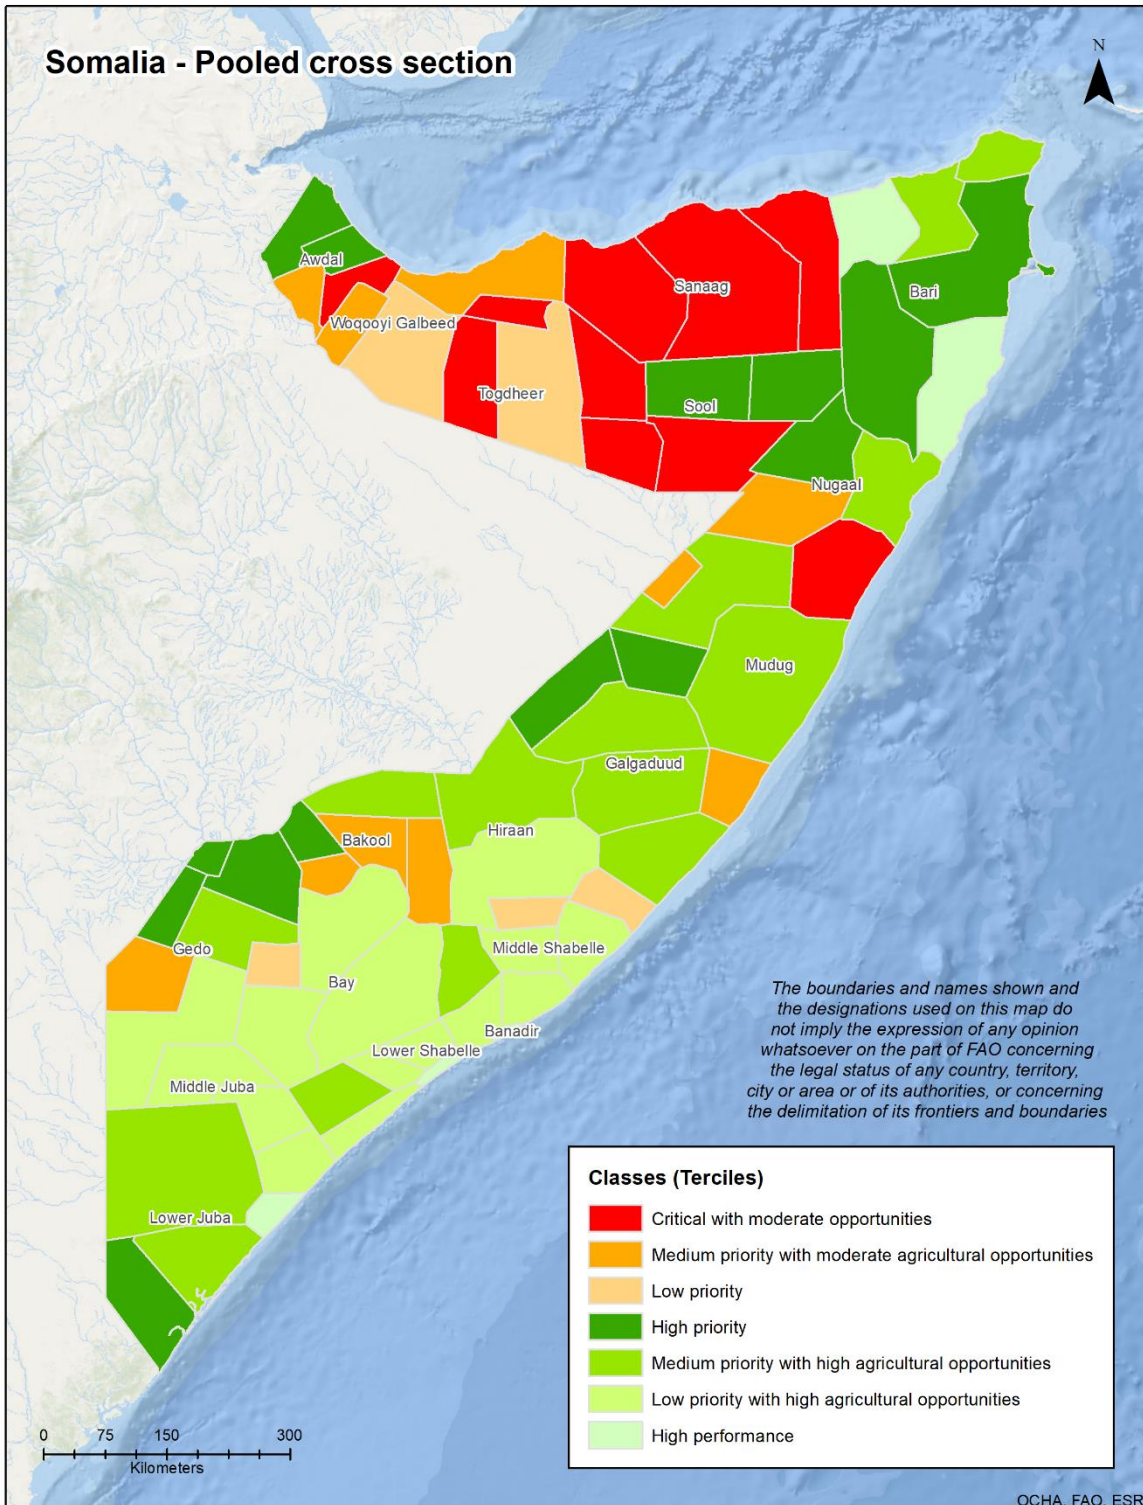 Somalia - Pooled cross section
N
Awdal
Sanaag
Bari
Woqooyi Galbeed
Togdheer
Sool
Nugaal
Mudug
Galgaduud
Hiraan
Bakool
Gedo
Middle Shabelle
Bay
Banadir
Lower Shabelle
Middle Juba
Lower Juba
The boundaries and names shown and
the designations used on this map do
not imply the expression of any opinion
whatsoever on the part of FAO concerning
the legal status of any country, territory,
city or area or of its authorities, or concerning
the delimitation of its frontiers and boundaries
Classes (Terciles)
Critical with moderate opportunities
Medium priority with moderate agricultural opportunities
Low priority
High priority
Medium priority with high agricultural opportunities
Low priority with high agricultural opportunities
High performance
0 75 150 300
Kilometers
OCHA, FAO, ESR